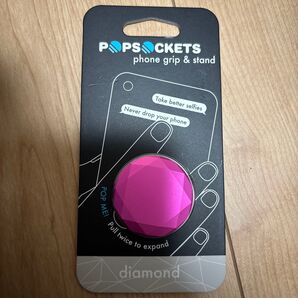 POPSOCKETS
phone grip & stand
Take better selfies
Never drop your phone
POP ME!
Pull twice to expand
diamond